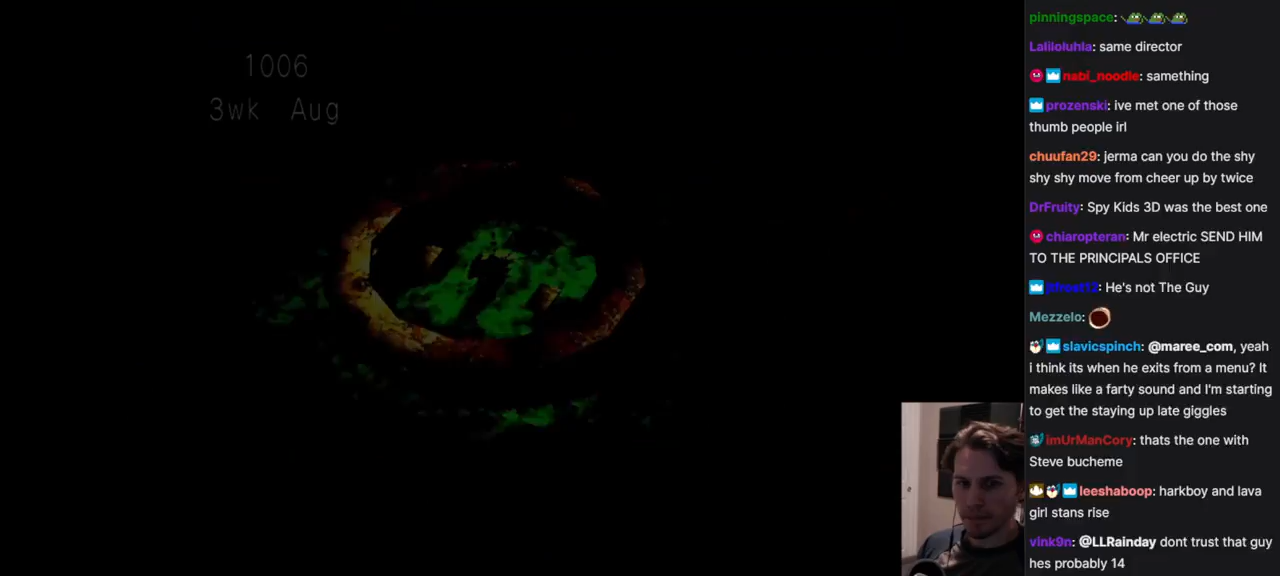 1006
3wk Aug
pinningspace:
Laliloluhla: same director
nabi_noodle: samething
prozenski: ive met one of those
thumb people irl
chuufan29: jerma can you do the shy
shy shy move from cheer up by twice
DrFruity: Spy Kids 3D was the best one
chiaropteran: Mr electric SEND HIM
TO THE PRINCIPALS OFFICE
He's not The Guy
Mezzelo:
slavicspinch: @maree_com, yeah
i think its when he exits from a menu? It
makes like a farty sound and I'm starting
to get the staying up late giggles
imUrManCory: thats the one with
Steve bucheme
leeshaboop: harkboy and lava
girl stans rise
vink9n: @LLRainday dont trust that guy
hes probably 14